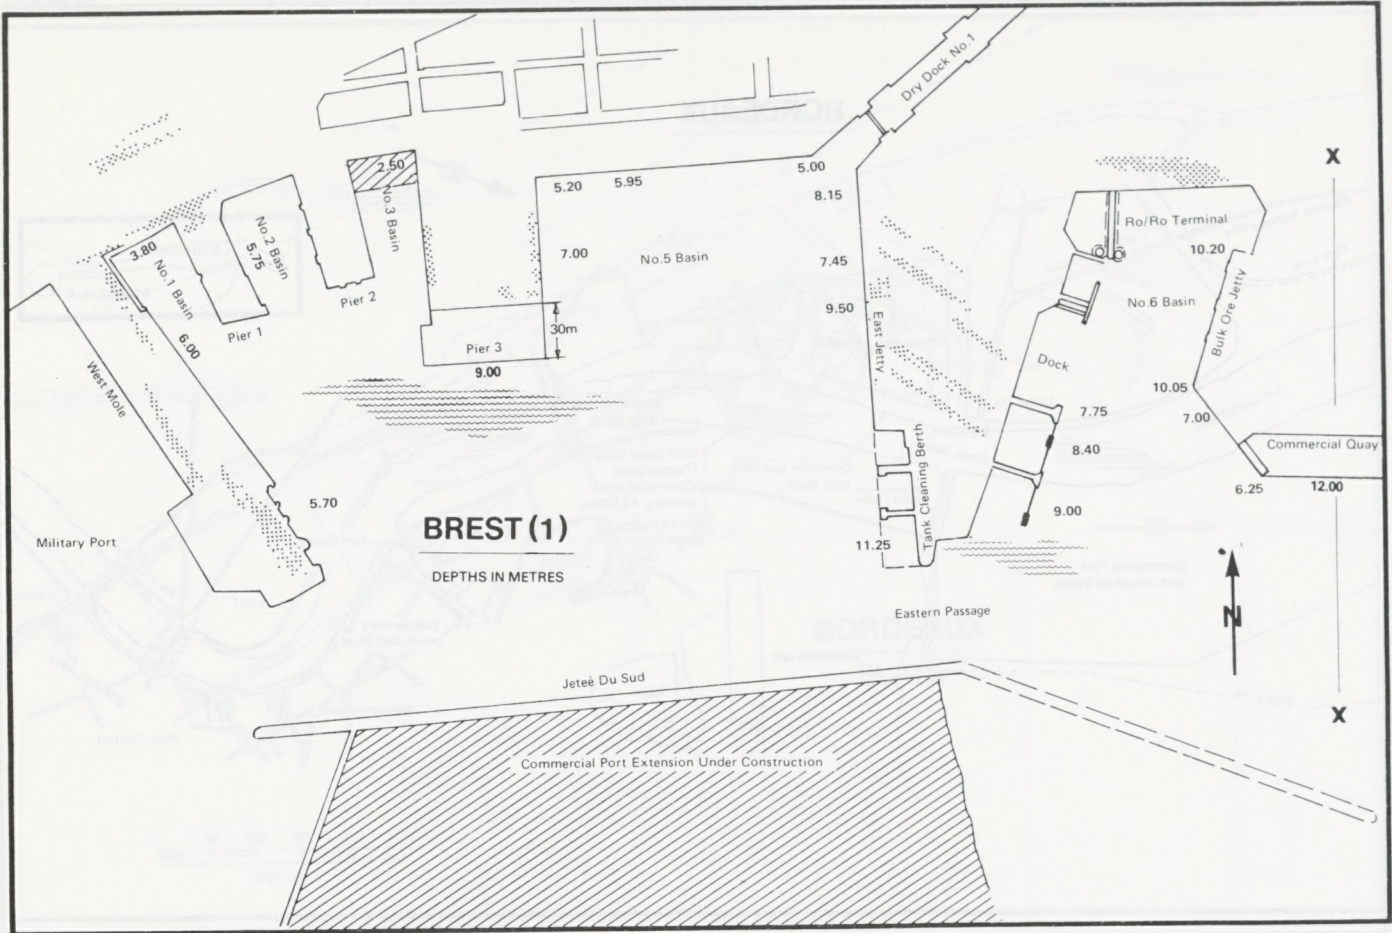 Dry Dock No.1
X
2.50
5.00
5.20
5.95
8.15
No.3 Basin
Ro/Ro Terminal
10.20
No.2 Basin
5.75
3.80
No.1 Basin
7.00
No.5 Basin
7.45
9.50
No.6 Basin
Bulk Ore Jetty
Pier 2
Pier 1
6.00
30m
Pier 3
9.00
East Jetty
Dock
West Mole
10.05
7.75
7.00
8.40
Commercial Quay
6.25
12.00
Tank Cleaning Berth
5.70
9.00
11.25
Military Port
BREST (1)
DEPTHS IN METRES
Eastern Passage
N
Jeteè Du Sud
X
Commercial Port Extension Under Construction